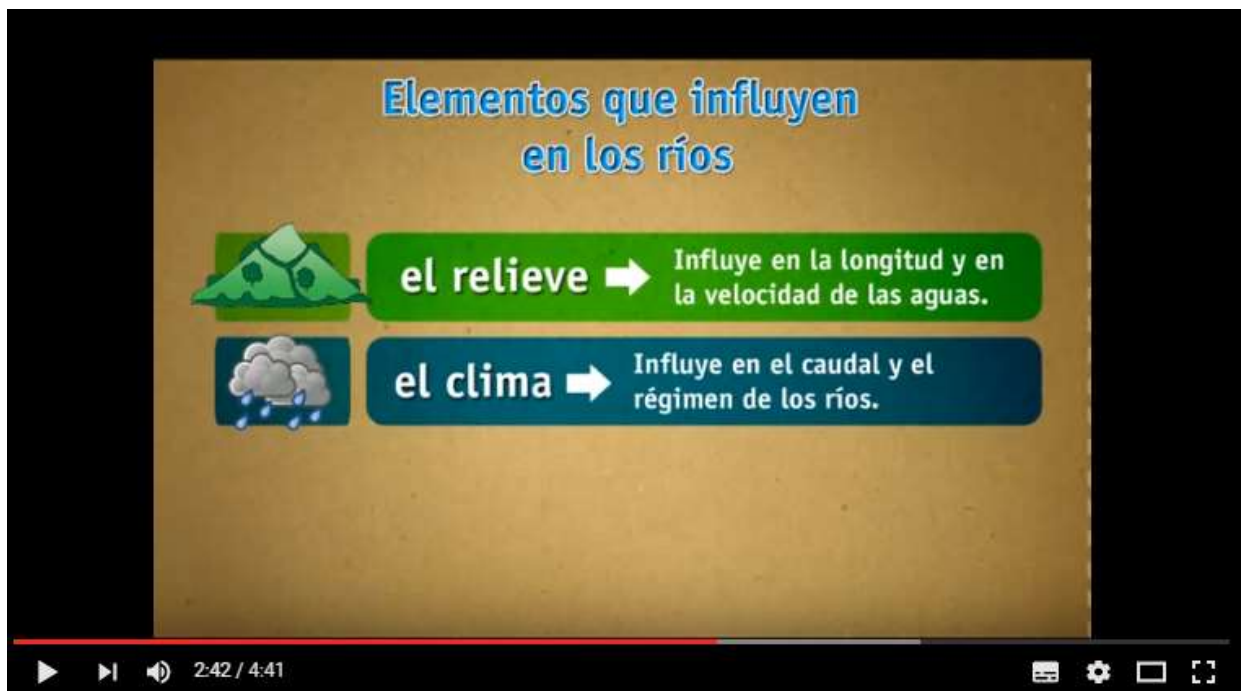 Elementos que influyen
en los ríos
el relieve
Influye en la longitud y en
la velocidad de las aguas.
el clima
Influye en el caudal y el
régimen de los ríos.
2:42 / 4:41